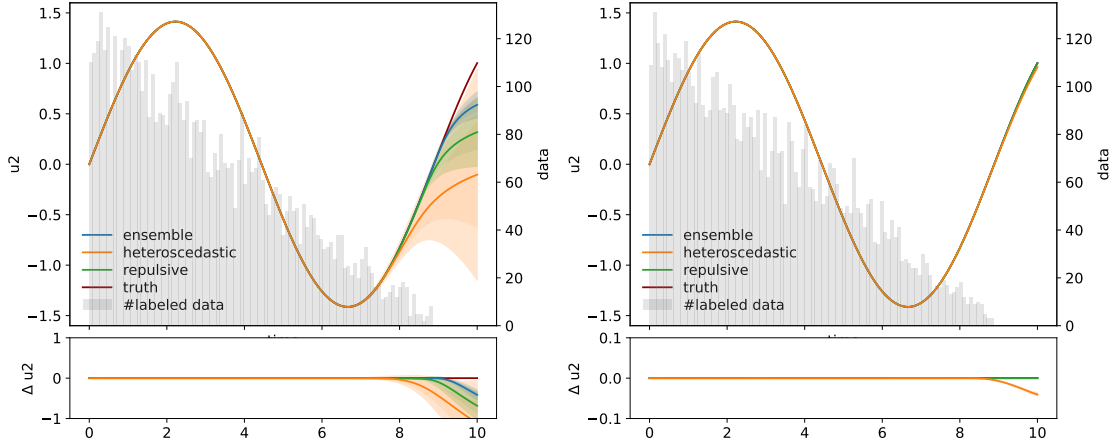 1.5
1.0
0.5
0.0
−0.5
−1.0
−1.5
u2
120
100
80
60
40
20
0
data
ensemble
heteroscedastic
repulsive
truth
#labeled data
1
0
−1
Δ u2
0 2 4 6 8 10
1.5
1.0
0.5
0.0
−0.5
−1.0
−1.5
u2
120
100
80
60
40
20
0
data
ensemble
heteroscedastic
repulsive
truth
#labeled data
0.1
0.0
−0.1
Δ u2
0 2 4 6 8 10